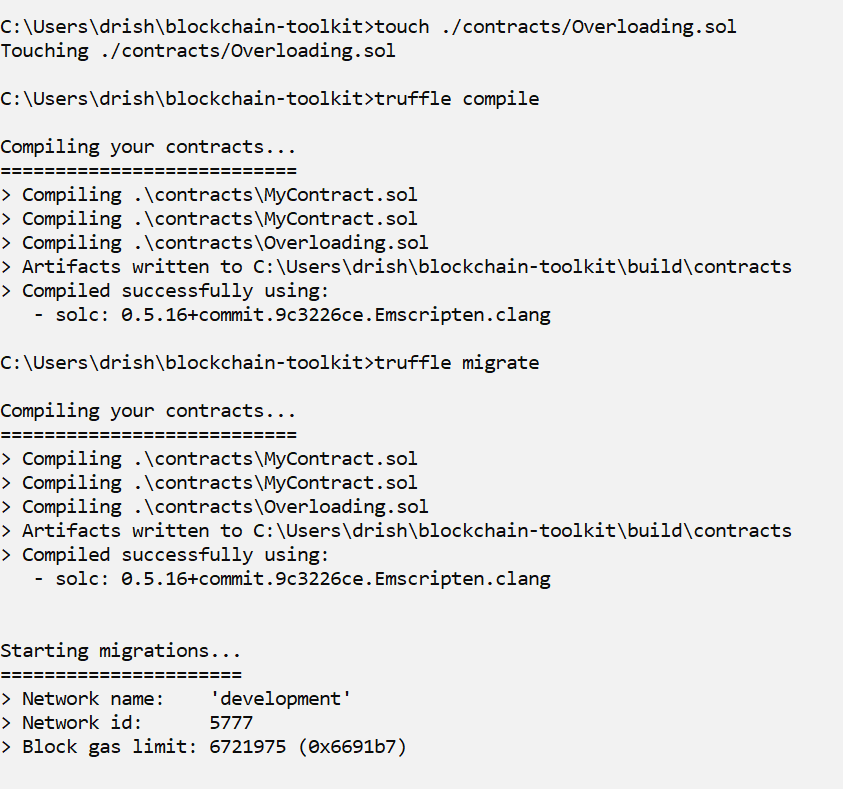 C:\Users\drish\blockchain-toolkit>touch ./contracts/Overloading.sol
Touching ./contracts/Overloading.sol
C:\Users\drish\blockchain-toolkit>truffle compile
Compiling your contracts...
===========================
> Compiling .\contracts\MyContract.sol
> Compiling .\contracts\MyContract.sol
> Compiling .\contracts\Overloading.sol
> Artifacts written to C:\Users\drish\blockchain-toolkit\build\contracts
> Compiled successfully using:
   - solc: 0.5.16+commit.9c3226ce.Emscripten.clang
C:\Users\drish\blockchain-toolkit>truffle migrate
Compiling your contracts...
===========================
> Compiling .\contracts\MyContract.sol
> Compiling .\contracts\MyContract.sol
> Compiling .\contracts\Overloading.sol
> Artifacts written to C:\Users\drish\blockchain-toolkit\build\contracts
> Compiled successfully using:
   - solc: 0.5.16+commit.9c3226ce.Emscripten.clang
Starting migrations...
======================
> Network name:    'development'
> Network id:      5777
> Block gas limit: 6721975 (0x6691b7)